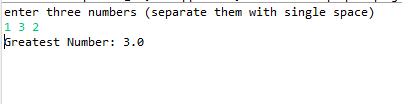 enter three numbers (separate them with single space)
1 3 2
Greatest Number: 3.0